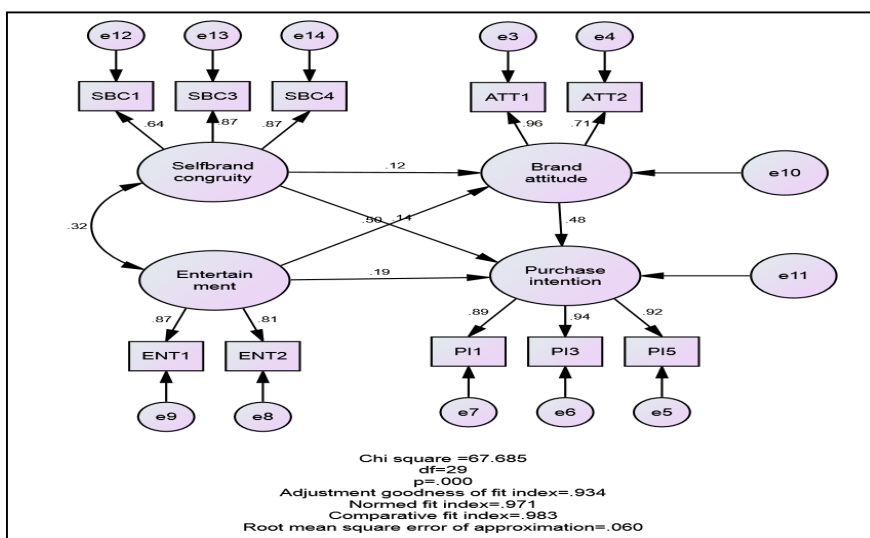 e12
e13
e14
e3
e4
SBC1
SBC3
SBC4
ATT1
ATT2
.64
.87
.87
.96
.71
Selfbrand
congruity
Brand
attitude
e10
.12
.32
.50
.14
.48
Entertain
ment
Purchase
intention
e11
.19
.87
.81
.89
.94
.92
ENT1
ENT2
PI1
PI3
PI5
e9
e8
e7
e6
e5
Chi square =67.685
df=29
p=.000
Adjustment goodness of fit index=.934
Normed fit index=.971
Comparative fit index=.983
Root mean square error of approximation=.060